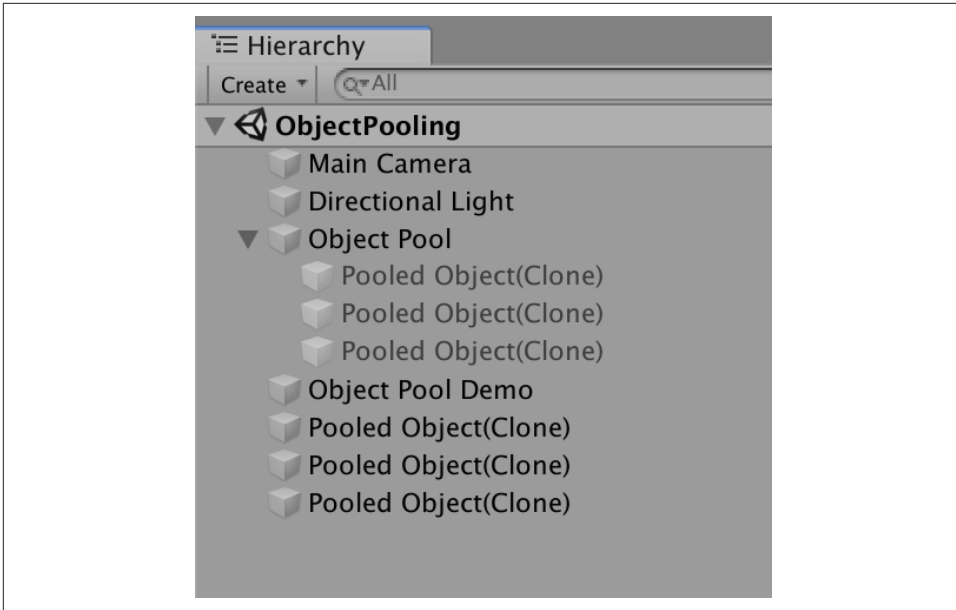 Hierarchy
Create
All
ObjectPooling
Main Camera
Directional Light
Object Pool
Pooled Object(Clone)
Pooled Object(Clone)
Pooled Object(Clone)
Object Pool Demo
Pooled Object(Clone)
Pooled Object(Clone)
Pooled Object(Clone)